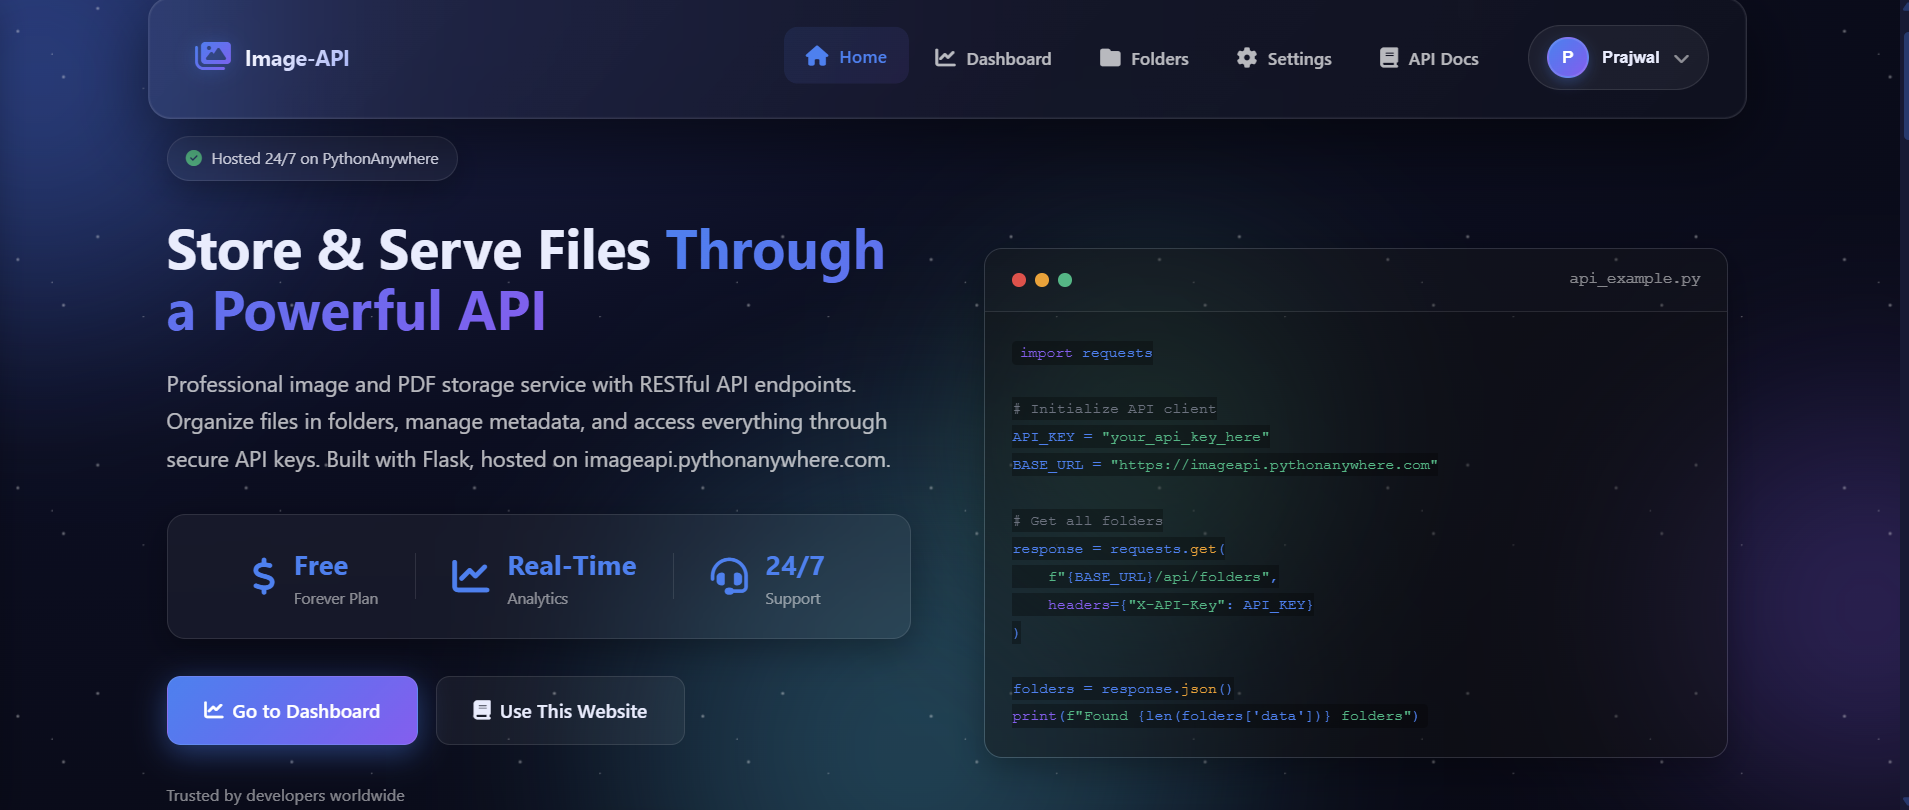 Image-API
Home
Dashboard
Folders
Settings
API Docs
P
Prajwal
Hosted 24/7 on PythonAnywhere
Store & Serve Files Through
a Powerful API
Professional image and PDF storage service with RESTful API endpoints.
Organize files in folders, manage metadata, and access everything through
secure API keys. Built with Flask, hosted on imageapi.pythonanywhere.com.
Free
Forever Plan
Real-Time
Analytics
24/7
Support
Go to Dashboard
Use This Website
Trusted by developers worldwide
api_example.py
import requests
# Initialize API client
API_KEY = "your_api_key_here"
BASE_URL = "https://imageapi.pythonanywhere.com"
# Get all folders
response = requests.get(
    f"{BASE_URL}/api/folders",
    headers={"X-API-Key": API_KEY}
)
folders = response.json()
print(f"Found {len(folders['data'])} folders")